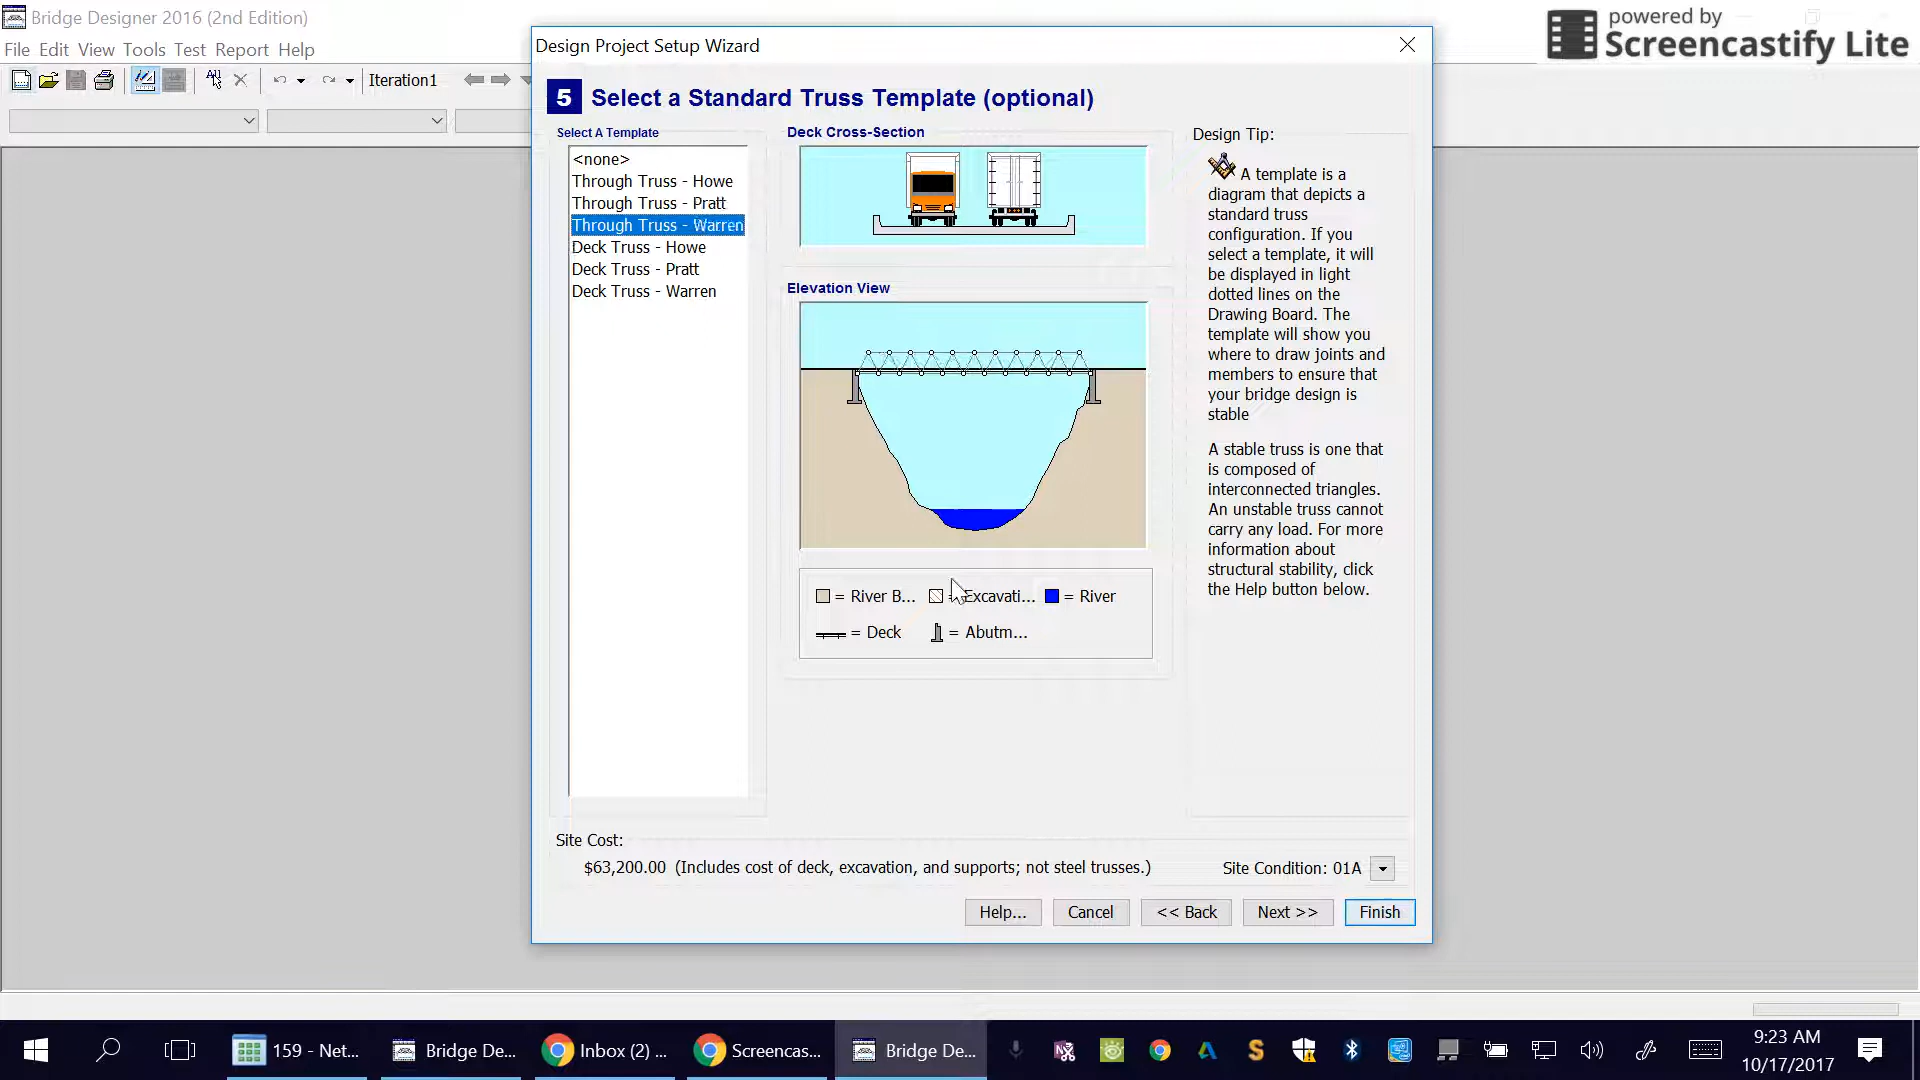 Bridge Designer 2016 (2nd Edition)
File Edit View Tools Test Report Help
Iteration1
powered by
Screencastify Lite
Design Project Setup Wizard
5 Select a Standard Truss Template (optional)
Select A Template
<none>
Through Truss - Howe
Through Truss - Pratt
Through Truss - Warren
Deck Truss - Howe
Deck Truss - Pratt
Deck Truss - Warren
Deck Cross-Section
Elevation View
= River B... = Excavati... = River
= Deck = Abutm...
Design Tip:
A template is a
diagram that depicts a
standard truss
configuration. If you
select a template, it will
be displayed in light
dotted lines on the
Drawing Board. The
template will show you
where to draw joints and
members to ensure that
your bridge design is
stable
A stable truss is one that
is composed of
interconnected triangles.
An unstable truss cannot
carry any load. For more
information about
structural stability, click
the Help button below.
Site Cost:
$63,200.00 (Includes cost of deck, excavation, and supports; not steel trusses.)
Site Condition: 01A
Help... Cancel << Back Next >> Finish
159 - Net... Bridge De... Inbox (2) ... Screencas... Bridge De...
9:23 AM
10/17/2017